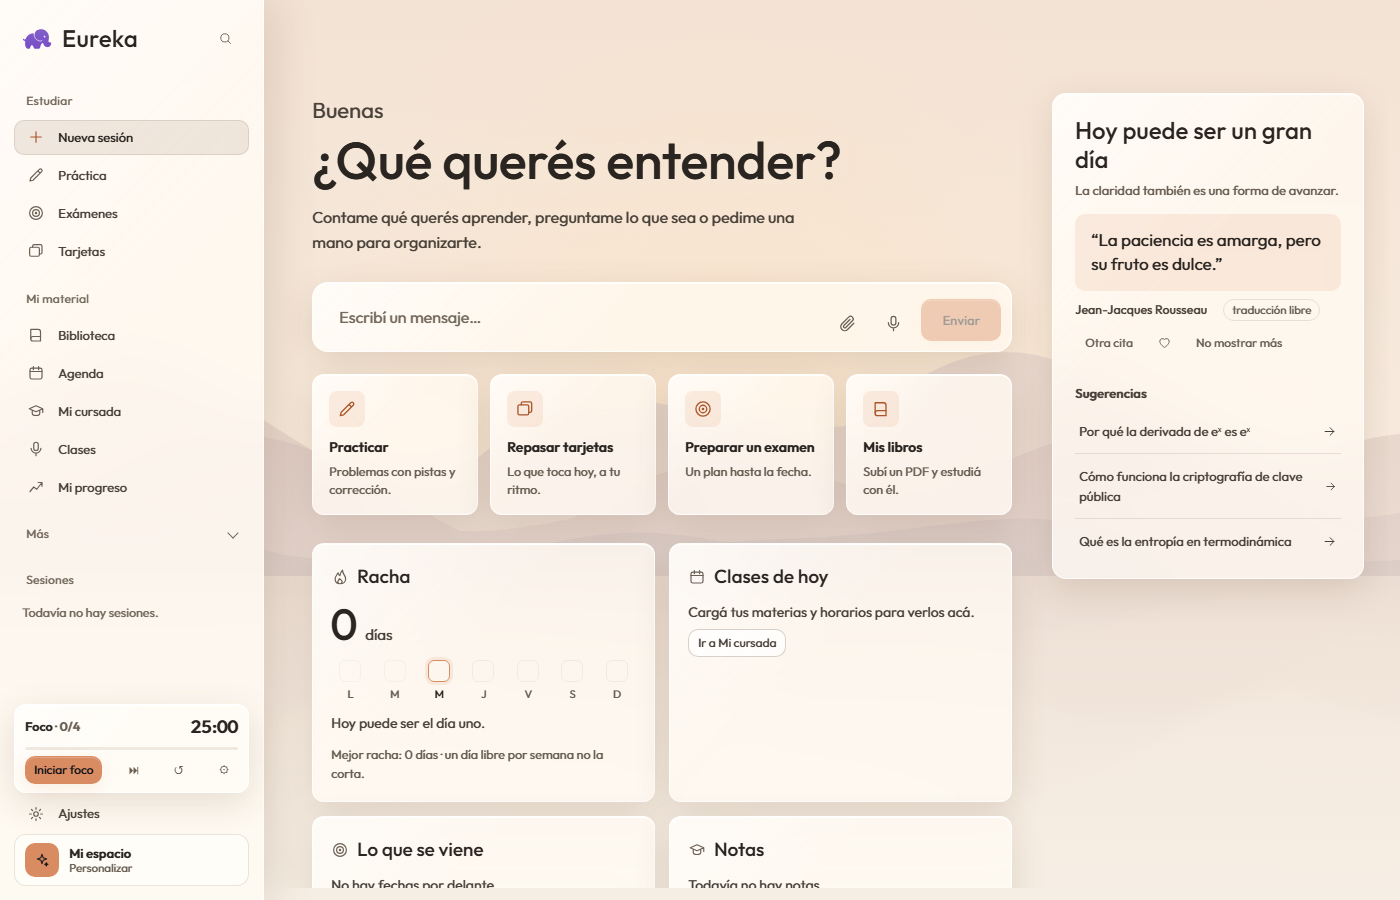 Eureka
Estudiar
Nueva sesión
Práctica
Exámenes
Tarjetas
Mi material
Biblioteca
Agenda
Mi cursada
Clases
Mi progreso
Más
Sesiones
Todavía no hay sesiones.
Foco · 0/4
25:00
Iniciar foco
Ajustes
Mi espacio
Personalizar
Buenas
¿Qué querés entender?
Contame qué querés aprender, preguntame lo que sea o pedime una
mano para organizarte.
Escribí un mensaje...
Enviar
Practicar
Problemas con pistas y
corrección.
Repasar tarjetas
Lo que toca hoy, a tu
ritmo.
Preparar un examen
Un plan hasta la fecha.
Mis libros
Subí un PDF y estudiá
con él.
Racha
0 días
L M M J V S D
Hoy puede ser el día uno.
Mejor racha: 0 días · un día libre por semana no la
corta.
Clases de hoy
Cargá tus materias y horarios para verlos acá.
Ir a Mi cursada
Lo que se viene
No hay fechas por delante
Notas
Todavía no hay notas
Hoy puede ser un gran
día
La claridad también es una forma de avanzar.
“La paciencia es amarga, pero
su fruto es dulce.”
Jean-Jacques Rousseau
traducción libre
Otra cita
No mostrar más
Sugerencias
Por qué la derivada de eˣ es eˣ
Cómo funciona la criptografía de clave
pública
Qué es la entropía en termodinámica